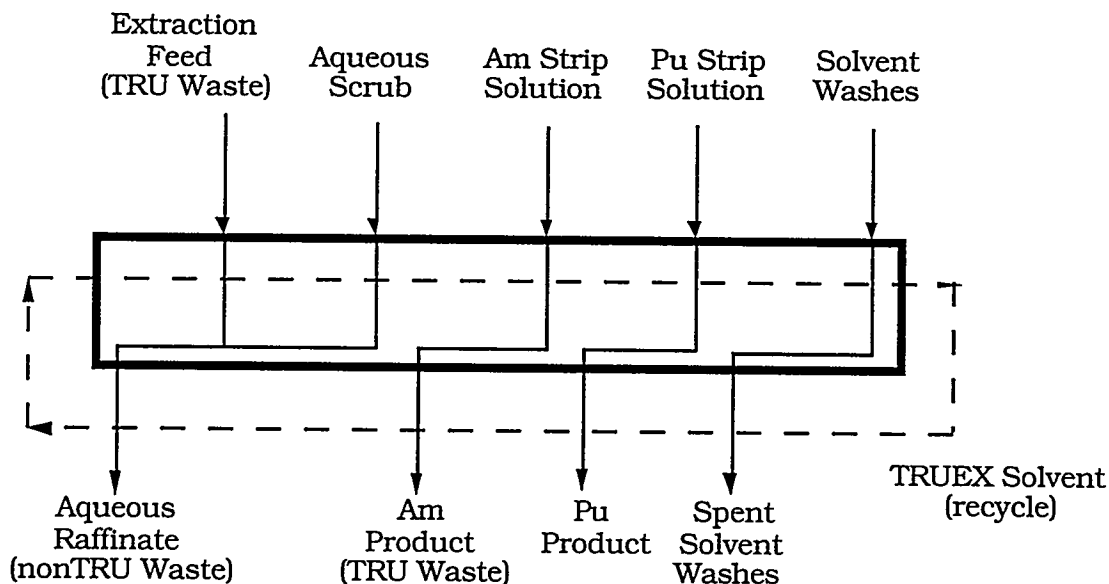 Extraction
Feed
(TRU Waste)
Aqueous
Scrub
Am Strip
Solution
Pu Strip
Solution
Solvent
Washes
TRUEX Solvent
(recycle)
Aqueous
Raffinate
(nonTRU Waste)
Am
Product
(TRU Waste)
Pu
Product
Spent
Solvent
Washes